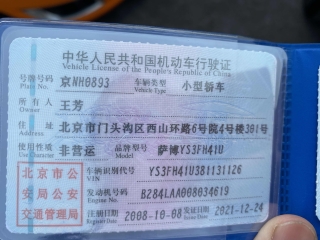 中华人民共和国机动车行驶证
Vehicle License of the People's Republic of China
号牌号码 京NH0893 车辆类型 小型轿车
Plate No. Vehicle Type
所有人 王芳
Owner
住址 北京市门头沟区西山环路6号院4号楼301号
Address
使用性质 非营运 品牌型号 萨博YS3FH41U
Use Character Model
北京市公安局公安交通管理局
车辆识别代号 YS3FH41U381131126
VIN
发动机号码 B284LAA008034619
Engine No.
注册日期 2008-10-08 发证日期 2021-12-24
Register Date Issue Date